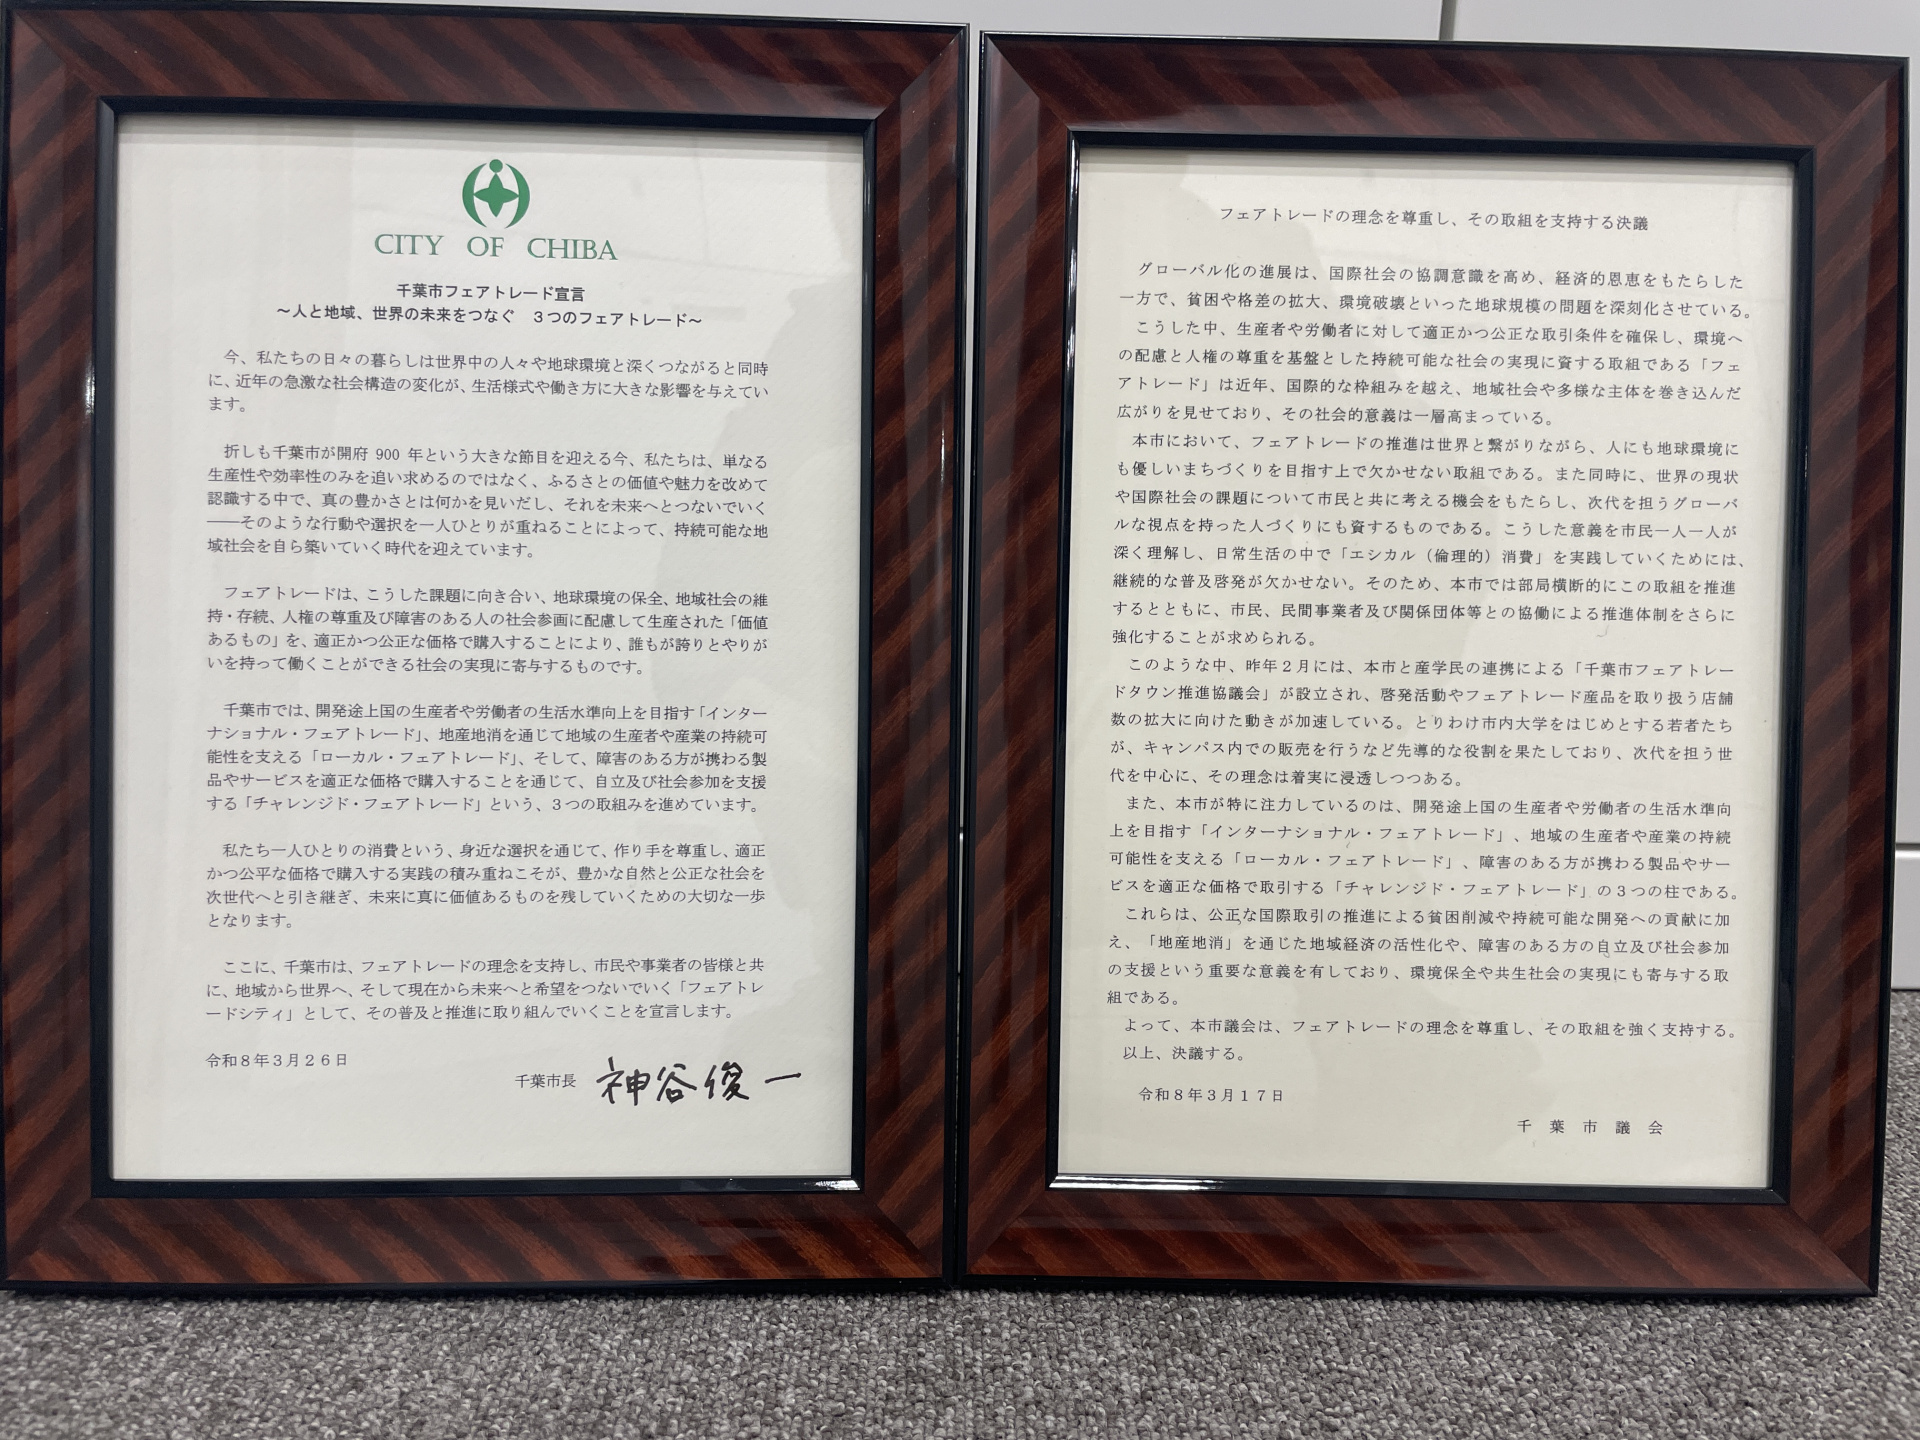 CITY OF CHIBA
千葉市フェアトレード宣言
～人と地域、世界の未来をつなぐ　３つのフェアトレード～
今、私たちの日々の暮らしは世界中の人々や地球環境と深くつながると同時
に、近年の急激な社会構造の変化が、生活様式や働き方に大きな影響を与えてい
ます。
折しも千葉市が開府 900 年という大きな節目を迎える今、私たちは、単なる
生産性や効率性のみを追い求めるのではなく、ふるさとの価値や魅力を改めて
認識する中で、真の豊かさとは何かを見いだし、それを未来へとつないでいく
――そのような行動や選択を一人ひとりが重ねることによって、持続可能な地
域社会を自ら築いていく時代を迎えています。
フェアトレードは、こうした課題に向き合い、地球環境の保全、地域社会の維
持・存続、人権の尊重及び障害のある人の社会参画に配慮して生産された「価値
あるもの」を、適正かつ公正な価格で購入することにより、誰もが誇りとやりが
いを持って働くことができる社会の実現に寄与するものです。
千葉市では、開発途上国の生産者や労働者の生活水準向上を目指す「インター
ナショナル・フェアトレード」、地産地消を通じて地域の生産者や産業の持続可
能性を支える「ローカル・フェアトレード」、そして、障害のある方が携わる製
品やサービスを適正な価格で購入することを通じて、自立及び社会参加を支援
する「チャレンジド・フェアトレード」という、３つの取組みを進めています。
私たち一人ひとりの消費という、身近な選択を通じて、作り手を尊重し、適正
かつ公平な価格で購入する実践の積み重ねこそが、豊かな自然と公正な社会を
次世代へと引き継ぎ、未来に真に価値あるものを残していくための大切な一歩
となります。
ここに、千葉市は、フェアトレードの理念を支持し、市民や事業者の皆様と共
に、地域から世界へ、そして現在から未来へと希望をつないでいく「フェアトレ
ードシティ」として、その普及と推進に取り組んでいくことを宣言します。
令和８年３月２６日
千葉市長　神谷俊一
フェアトレードの理念を尊重し、その取組を支持する決議
グローバル化の進展は、国際社会の協調意識を高め、経済的恩恵をもたらした
一方で、貧困や格差の拡大、環境破壊といった地球規模の問題を深刻化させている。
こうした中、生産者や労働者に対して適正かつ公正な取引条件を確保し、環境へ
の配慮と人権の尊重を基盤とした持続可能な社会の実現に資する取組である「フェ
アトレード」は近年、国際的な枠組みを越え、地域社会や多様な主体を巻き込んだ
広がりを見せており、その社会的意義は一層高まっている。
本市において、フェアトレードの推進は世界と繋がりながら、人にも地球環境に
も優しいまちづくりを目指す上で欠かせない取組である。また同時に、世界の現状
や国際社会の課題について市民と共に考える機会をもたらし、次代を担うグローバ
ルな視点を持った人づくりにも資するものである。こうした意義を市民一人一人が
深く理解し、日常生活の中で「エシカル（倫理的）消費」を実践していくためには、
継続的な普及啓発が欠かせない。そのため、本市では部局横断的にこの取組を推進
するとともに、市民、民間事業者及び関係団体等との協働による推進体制をさらに
強化することが求められる。
このような中、昨年２月には、本市と産学民の連携による「千葉市フェアトレー
ドタウン推進協議会」が設立され、啓発活動やフェアトレード産品を取り扱う店舗
数の拡大に向けた動きが加速している。とりわけ市内大学をはじめとする若者たち
が、キャンパス内での販売を行うなど先導的な役割を果たしており、次代を担う世
代を中心に、その理念は着実に浸透しつつある。
また、本市が特に注力しているのは、開発途上国の生産者や労働者の生活水準向
上を目指す「インターナショナル・フェアトレード」、地域の生産者や産業の持続
可能性を支える「ローカル・フェアトレード」、障害のある方が携わる製品やサー
ビスを適正な価格で取引する「チャレンジド・フェアトレード」の３つの柱である。
これらは、公正な国際取引の推進による貧困削減や持続可能な開発への貢献に加
え、「地産地消」を通じた地域経済の活性化や、障害のある方の自立及び社会参加
の支援という重要な意義を有しており、環境保全や共生社会の実現にも寄与する取
組である。
よって、本市議会は、フェアトレードの理念を尊重し、その取組を強く支持する。
以上、決議する。
令和８年３月１７日
千　葉　市　議　会